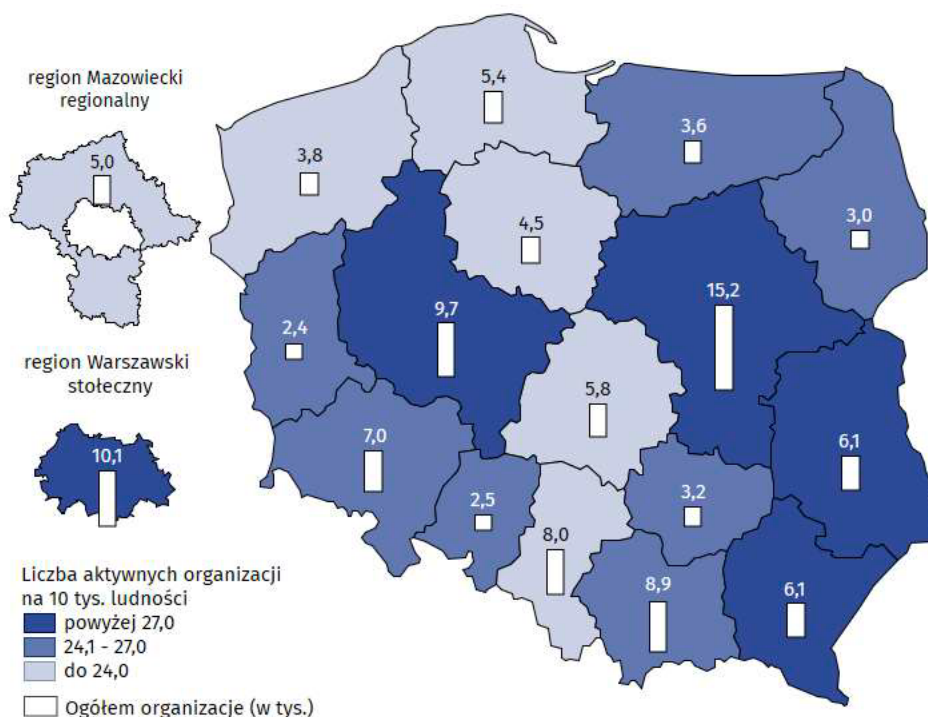 region Mazowiecki
regionalny
5,0
region Warszawski
stołeczny
10,1
5,4
3,8
3,6
4,5
3,0
15,2
9,7
2,4
5,8
7,0
6,1
2,5
3,2
8,0
8,9
6,1
Liczba aktywnych organizacji
na 10 tys. ludności
powyżej 27,0
24,1 - 27,0
do 24,0
Ogółem organizacje (w tys.)